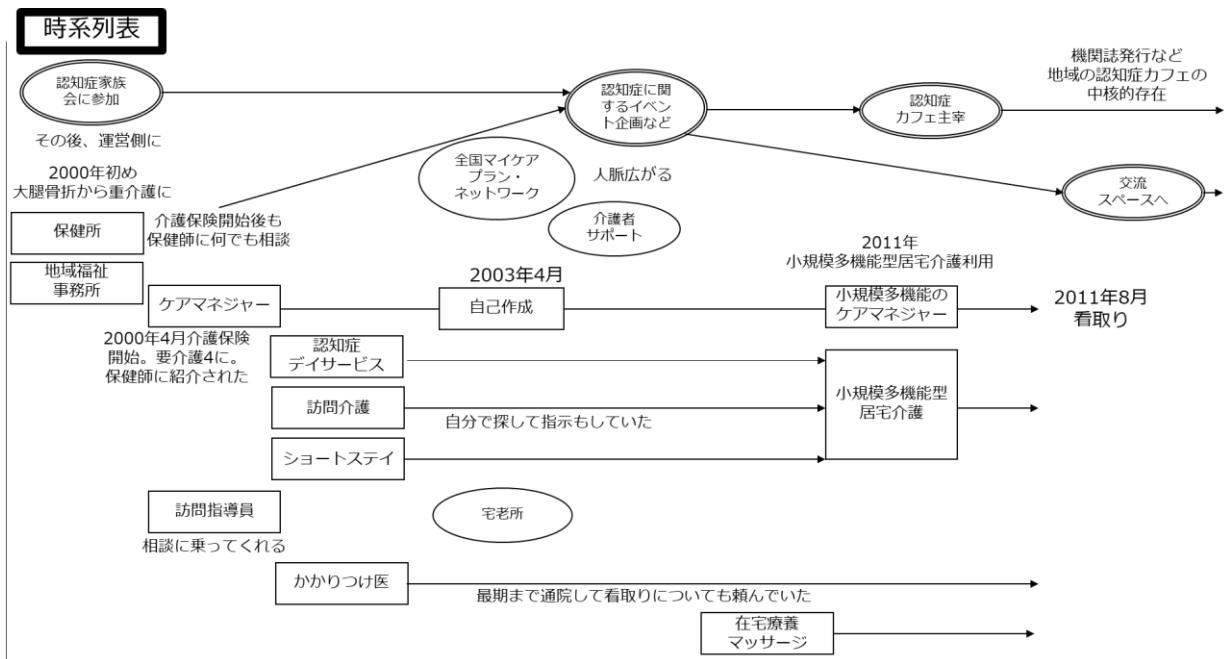 時系列表
認知症家族
会に参加
その後、運営側に
認知症に関
するイベン
ト企画など
認知症
カフェ主宰
機関誌発行など
地域の認知症カフェの
中核的存在
2000年初め
大腿骨折から重介護に
全国マイケア
プラン・
ネットワーク
人脈広がる
交流
スペースへ
保健所
介護保険開始後も
保健師に何でも相談
介護者
サポート
地域福祉
事務所
2011年
小規模多機能型居宅介護利用
ケアマネジャー
2003年4月
自己作成
小規模多機能の
ケアマネジャー
2011年8月
看取り
2000年4月介護保険
開始。要介護4に。
保健師に紹介された
認知症
デイサービス
訪問介護
自分で探して指示もしていた
小規模多機能型
居宅介護
ショートステイ
訪問指導員
相談に乗ってくれる
宅老所
かかりつけ医
最期まで通院して看取りについても頼んでいた
在宅療養
マッサージ